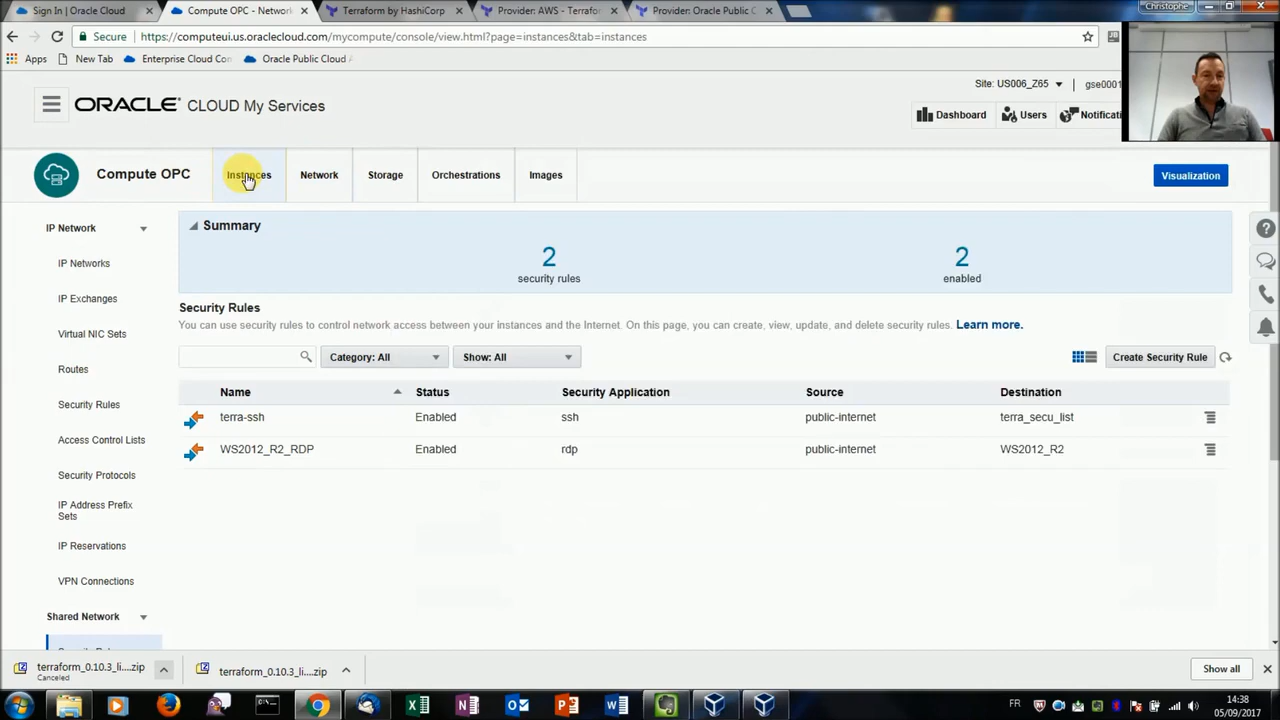 Sign In | Oracle Cloud
Compute OPC - Network
Terraform by HashiCorp
Provider: AWS - Terrafor
Provider: Oracle Public C
Christophe
Secure
https://computeui.us.oraclecloud.com/mycompute/console/view.html?page=instances&tab=instances
Apps
New Tab
Enterprise Cloud Con
Oracle Public Cloud A
Site: US006_Z65
gse0001
ORACLE CLOUD My Services
Dashboard
Users
Notificati
Compute OPC
Instances
Network
Storage
Orchestrations
Images
Visualization
IP Network
IP Networks
IP Exchanges
Virtual NIC Sets
Routes
Security Rules
Access Control Lists
Security Protocols
IP Address Prefix
Sets
IP Reservations
VPN Connections
Shared Network
Summary
2
security rules
2
enabled
Security Rules
You can use security rules to control network access between your instances and the Internet. On this page, you can create, view, update, and delete security rules. Learn more.
Category: All
Show: All
Create Security Rule
Name Status Security Application Source Destination
terra-ssh Enabled ssh public-internet terra_secu_list
WS2012_R2_RDP Enabled rdp public-internet WS2012_R2
terraform_0.10.3_li....zip
Canceled
terraform_0.10.3_li....zip
Show all
FR
14:38
05/09/2017